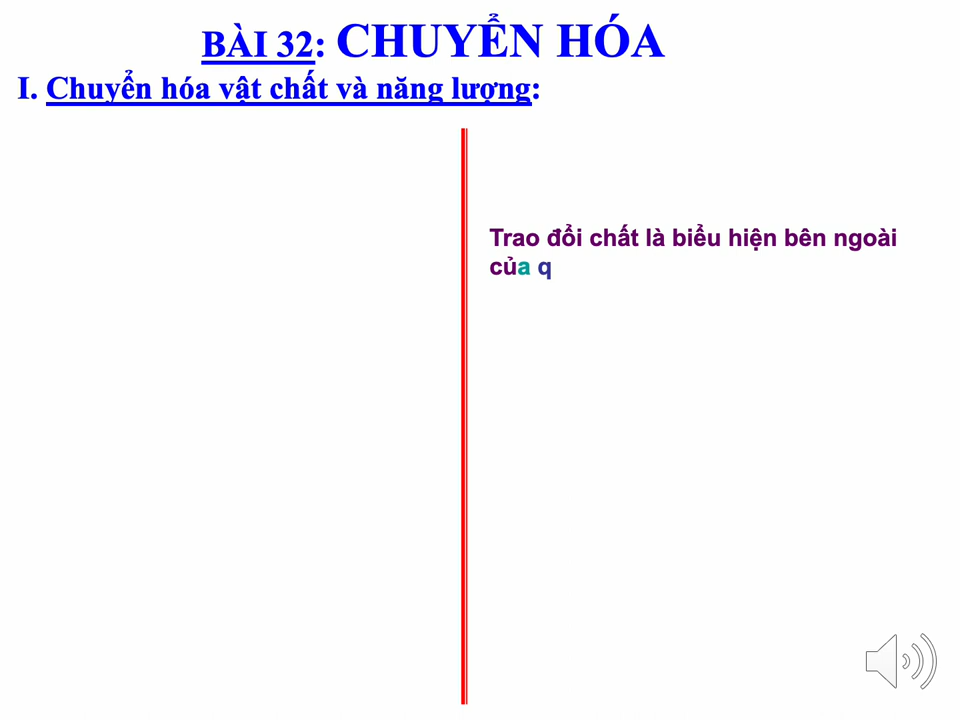 BÀI 32: CHUYỂN HÓA
I. Chuyển hóa vật chất và năng lượng:
Trao đổi chất là biểu hiện bên ngoài
của q